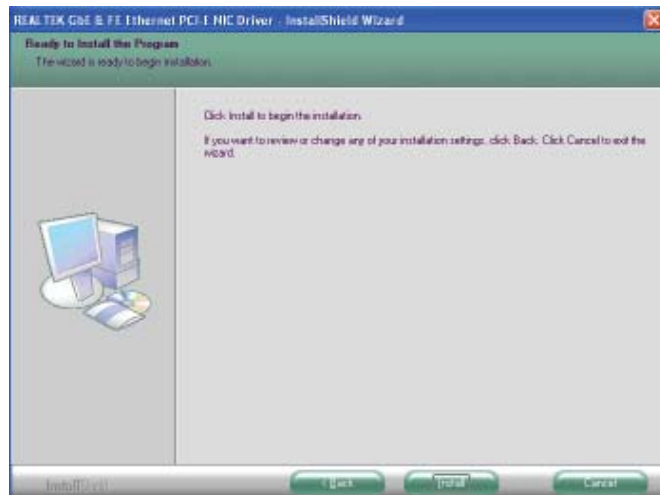 REALTEK GbE & FE Ethernet PCI-E NIC Driver - InstallShield Wizard
Ready to Install the Program
The wizard is ready to begin installation.
Click Install to begin the installation.
If you want to review or change any of your installation settings, click Back. Click Cancel to exit the
wizard.
InstallShield
< Back
Install
Cancel